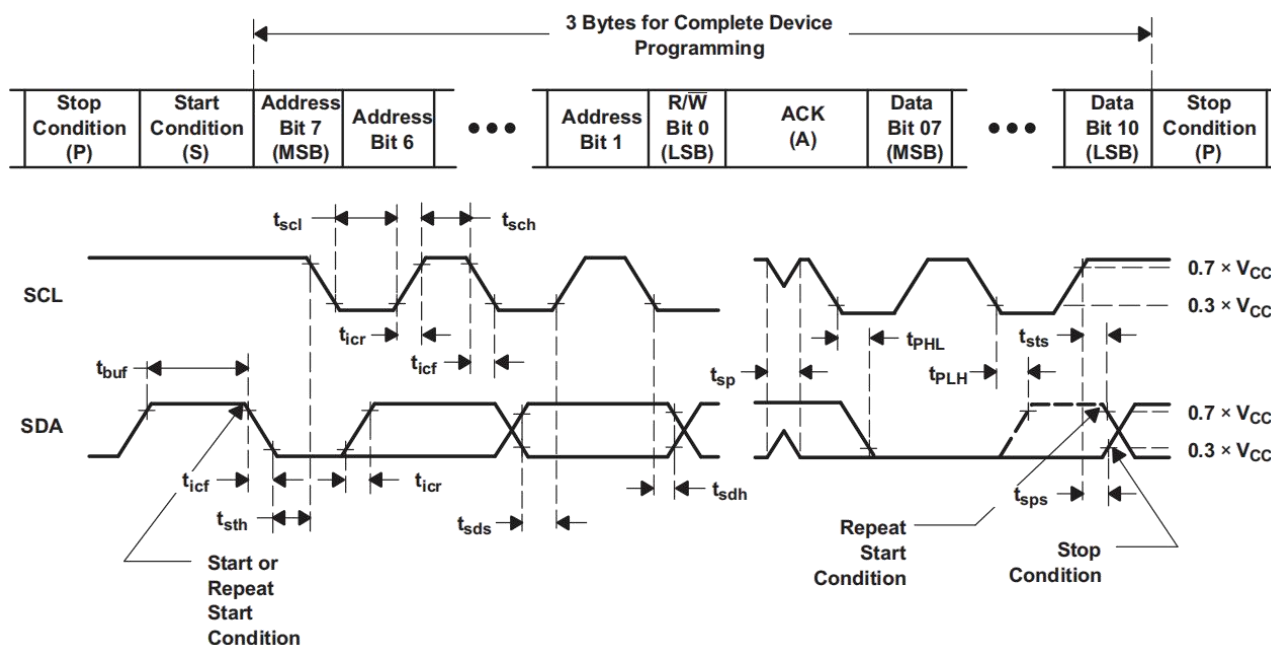 3 Bytes for Complete Device
Programming
Stop
Condition
(P)
Start
Condition
(S)
Address
Bit 7
(MSB)
Address
Bit 6
•••
Address
Bit 1
R/W̅
Bit 0
(LSB)
ACK
(A)
Data
Bit 07
(MSB)
•••
Data
Bit 10
(LSB)
Stop
Condition
(P)
tscl
tsch
SCL
0.7 × VCC
0.3 × VCC
ticr
ticf
tPHL
tsts
tbuf
tsp
tPLH
SDA
0.7 × VCC
0.3 × VCC
ticf
ticr
tsdh
tsps
tsth
tsds
Start or
Repeat
Start
Condition
Repeat
Start
Condition
Stop
Condition